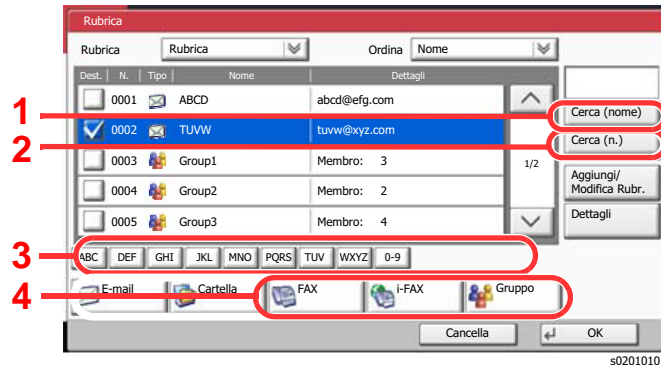 Rubrica
Rubrica Rubrica Ordina Nome
Dest. N. Tipo Nome Dettagli
0001 ABCD abcd@efg.com
1 Cerca (nome)
0002 TUVW tuvw@xyz.com
2 Cerca (n.)
0003 Group1 Membro: 3 1/2
Aggiungi/
Modifica Rubr.
0004 Group2 Membro: 2
0005 Group3 Membro: 4 Dettagli
3 ABC DEF GHI JKL MNO PQRS TUV WXYZ 0-9
4 E-mail Cartella FAX i-FAX Gruppo
Cancella OK
s0201010